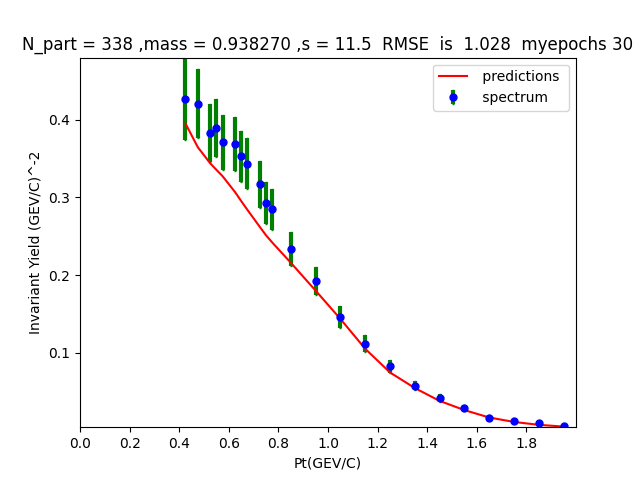 N_part = 338 ,mass = 0.938270 ,s = 11.5  RMSE  is  1.028  myepochs 30
predictions
spectrum
Invariant Yield (GEV/C)^-2
0.4
0.3
0.2
0.1
0.0 0.2 0.4 0.6 0.8 1.0 1.2 1.4 1.6 1.8
Pt(GEV/C)